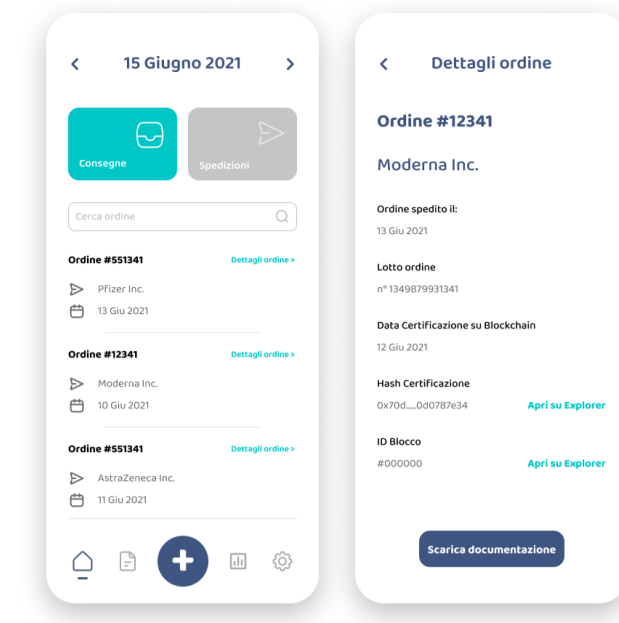 15 Giugno 2021
Consegne
Spedizioni
Cerca ordine
Ordine #551341
Dettagli ordine >
Pfizer Inc.
13 Giu 2021
Ordine #12341
Dettagli ordine >
Moderna Inc.
10 Giu 2021
Ordine #551341
Dettagli ordine >
AstraZeneca Inc.
11 Giu 2021
Dettagli ordine
Ordine #12341
Moderna Inc.
Ordine spedito il:
13 Giu 2021
Lotto ordine
n° 1349879931341
Data Certificazione su Blockchain
12 Giu 2021
Hash Certificazione
0x70d.....0d0787e34
Apri su Explorer
ID Blocco
#000000
Apri su Explorer
Scarica documentazione